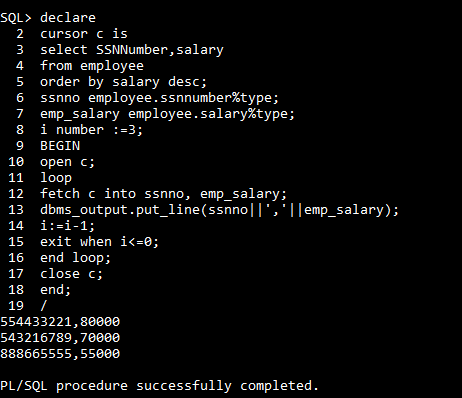 SQL> declare
2 cursor c is
3 select SSNNumber,salary
4 from employee
5 order by salary desc;
6 ssnno employee.ssnnumber%type;
7 emp_salary employee.salary%type;
8 i number :=3;
9 BEGIN
10 open c;
11 loop
12 fetch c into ssnno, emp_salary;
13 dbms_output.put_line(ssnno||','||emp_salary);
14 i:=i-1;
15 exit when i<=0;
16 end loop;
17 close c;
18 end;
19 /
554433221,80000
543216789,70000
888665555,55000
PL/SQL procedure successfully completed.